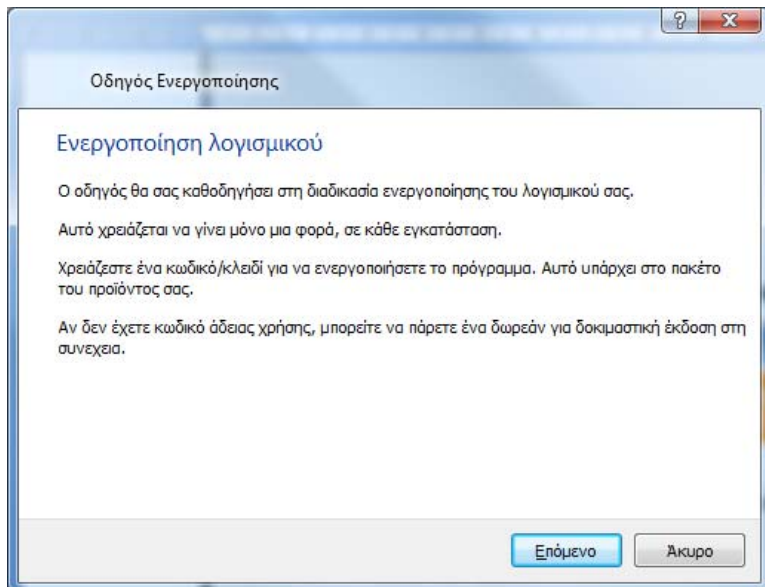 Οδηγός Ενεργοποίησης
Ενεργοποίηση λογισμικού
Ο οδηγός θα σας καθοδηγήσει στη διαδικασία ενεργοποίησης του λογισμικού σας.
Αυτό χρειάζεται να γίνει μόνο μια φορά, σε κάθε εγκατάσταση.
Χρειάζεστε ένα κωδικό/κλειδί για να ενεργοποιήσετε το πρόγραμμα. Αυτό υπάρχει στο πακέτο
του προϊόντος σας.
Αν δεν έχετε κωδικό άδειας χρήσης, μπορείτε να πάρετε ένα δωρεάν για δοκιμαστική έκδοση στη
συνεχεια.
Επόμενο Άκυρο